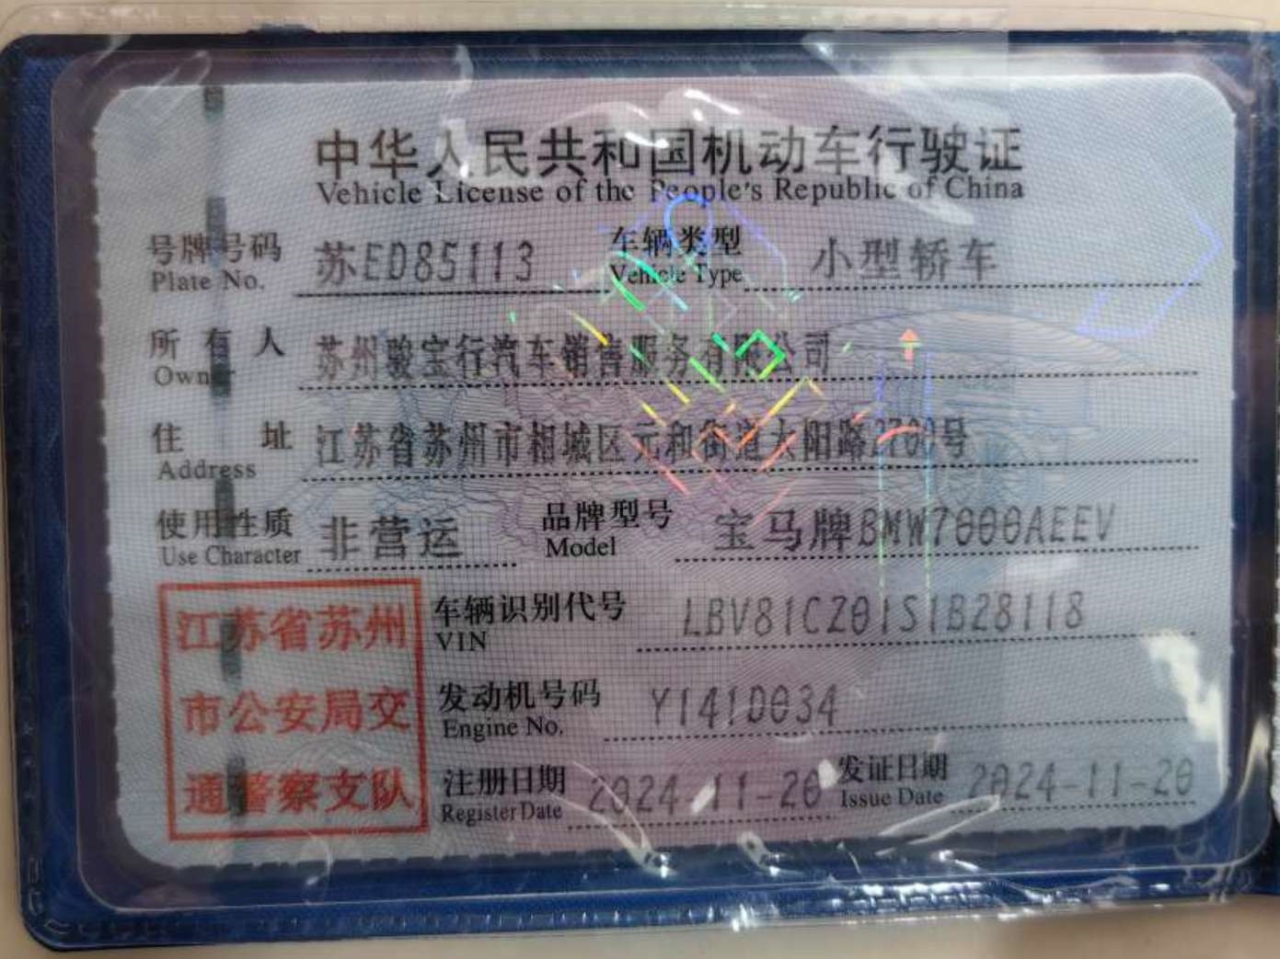 中华人民共和国机动车行驶证
Vehicle License of the People's Republic of China
号牌号码 苏ED85113 车辆类型 小型轿车
Plate No. Vehicle Type
所有人 苏州骏宝行汽车销售服务有限公司
Owner
住址 江苏省苏州市相城区元和街道太阳路2700号
Address
使用性质 非营运 品牌型号 宝马牌BMW7000AEEV
Use Character Model
江苏省苏州
市公安局交
通警察支队
车辆识别代号 LBV81CZ01S1B28118
VIN
发动机号码 Y141D034
Engine No.
注册日期 2024-11-20 发证日期 2024-11-20
Register Date Issue Date